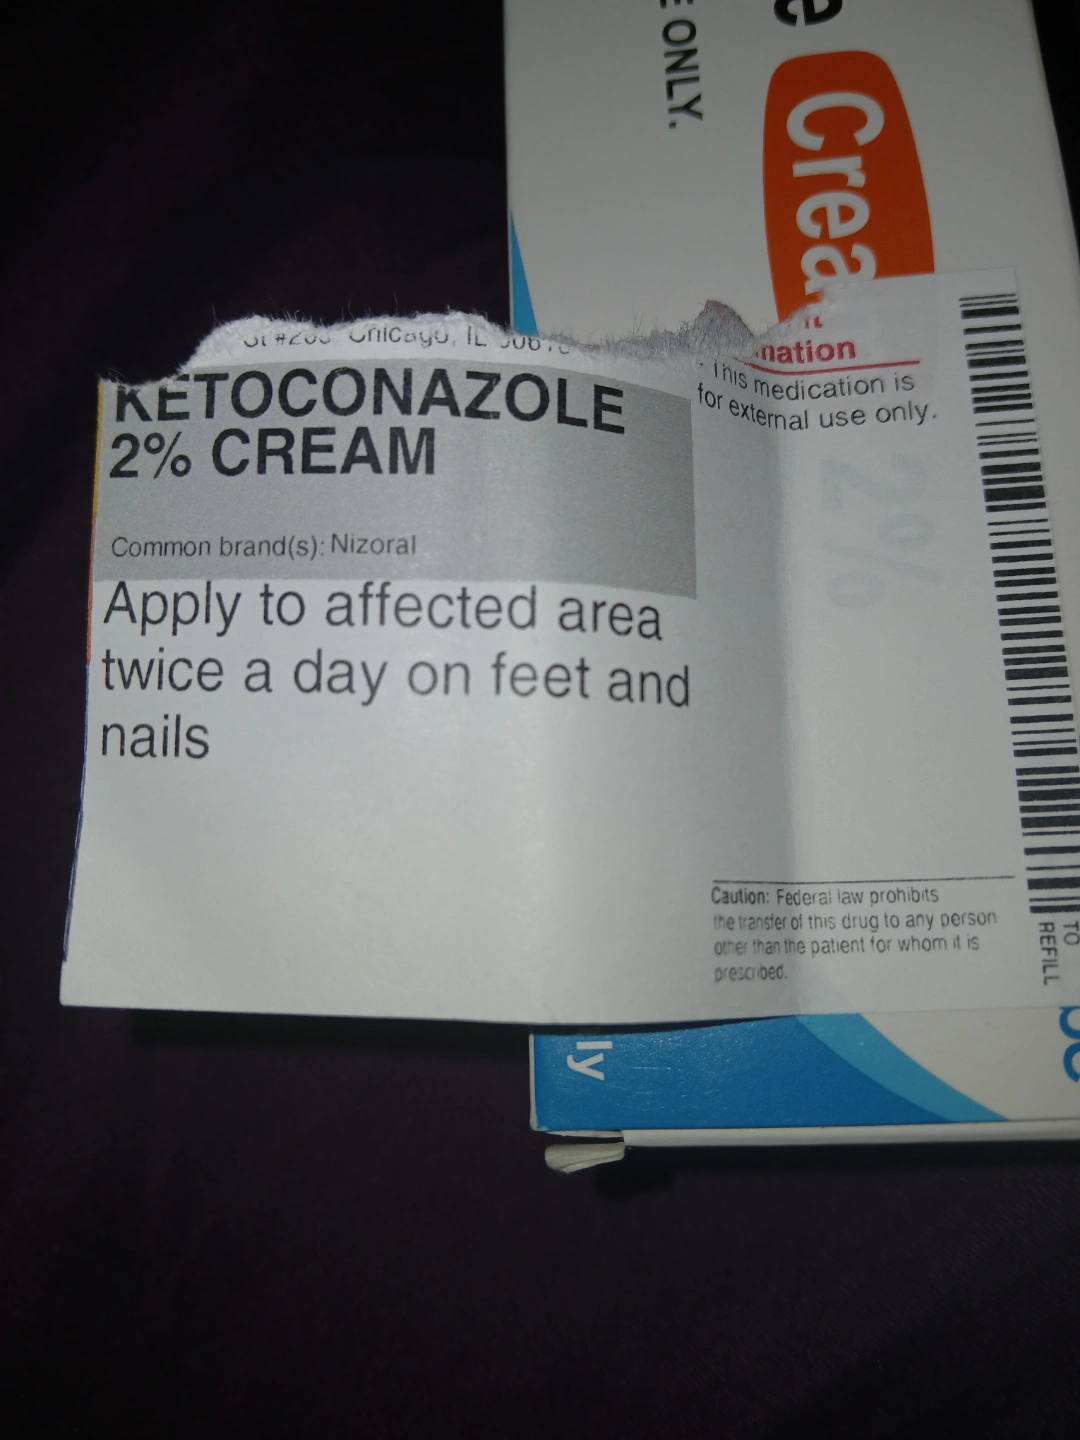 E ONLY.
e Crea
Chicago, IL
KETOCONAZOLE
2% CREAM
Common brand(s): Nizoral
Apply to affected area
twice a day on feet and
nails
mation
This medication is
for external use only.
2%
Caution: Federal law prohibits
the transfer of this drug to any person
other than the patient for whom it is
prescribed.
TO
REFILL
ly